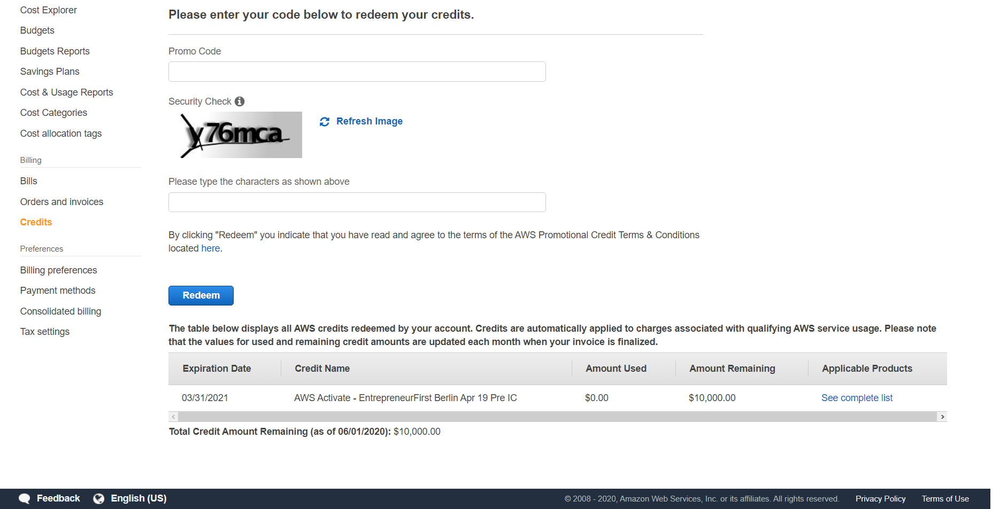 Cost Explorer
Budgets
Budgets Reports
Savings Plans
Cost & Usage Reports
Cost Categories
Cost allocation tags
Billing
Bills
Orders and invoices
Credits
Preferences
Billing preferences
Payment methods
Consolidated billing
Tax settings
Please enter your code below to redeem your credits.
Promo Code
Security Check
y76mca
Refresh Image
Please type the characters as shown above
By clicking "Redeem" you indicate that you have read and agree to the terms of the AWS Promotional Credit Terms & Conditions
located here.
Redeem
The table below displays all AWS credits redeemed by your account. Credits are automatically applied to charges associated with qualifying AWS service usage. Please note
that the values for used and remaining credit amounts are updated each month when your invoice is finalized.
Expiration Date Credit Name Amount Used Amount Remaining Applicable Products
03/31/2021 AWS Activate - EntrepreneurFirst Berlin Apr 19 Pre IC $0.00 $10,000.00 See complete list
Total Credit Amount Remaining (as of 06/01/2020): $10,000.00
Feedback English (US) © 2008 - 2020, Amazon Web Services, Inc. or its affiliates. All rights reserved. Privacy Policy Terms of Use